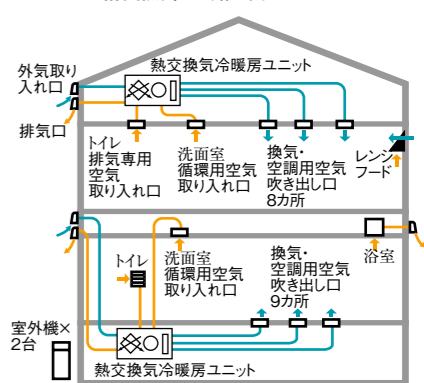 外気取り
入れ口
熱交換気冷暖房ユニット
排気口
トイレ
排気専用
空気
取り入れ口
洗面室
循環用空気
取り入れ口
換気・
空調用空気
吹き出し口
8カ所
レンジ
フード
トイレ
洗面室
循環用空気
取り入れ口
換気・
空調用空気
吹き出し口
9カ所
浴室
室外機×
2台
熱交換気冷暖房ユニット